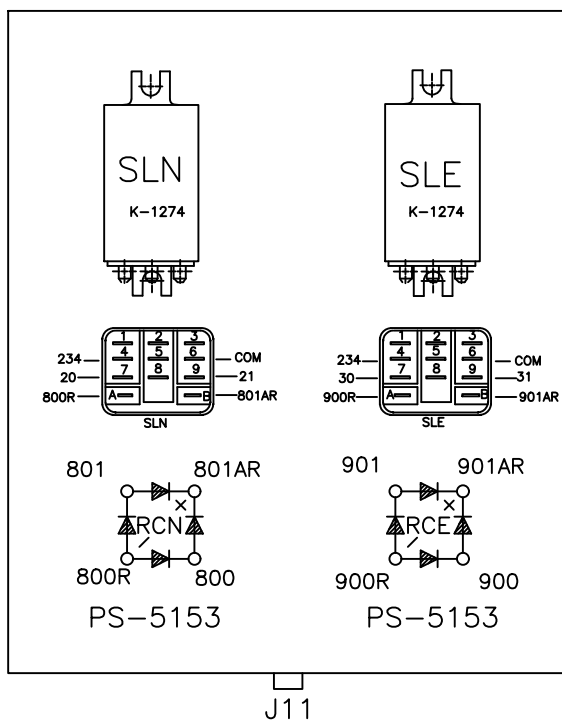 SLN SLE
K-1274 K-1274
1 2 3 1 2 3
234 4 5 6 COM 234 4 5 6 COM
20 7 8 9 21 30 7 8 9 31
800R A B 801AR 900R A B 901AR
SLN SLE
801 801AR 901 901AR
RCN RCE
800R 800 900R 900
PS-5153 PS-5153
J11